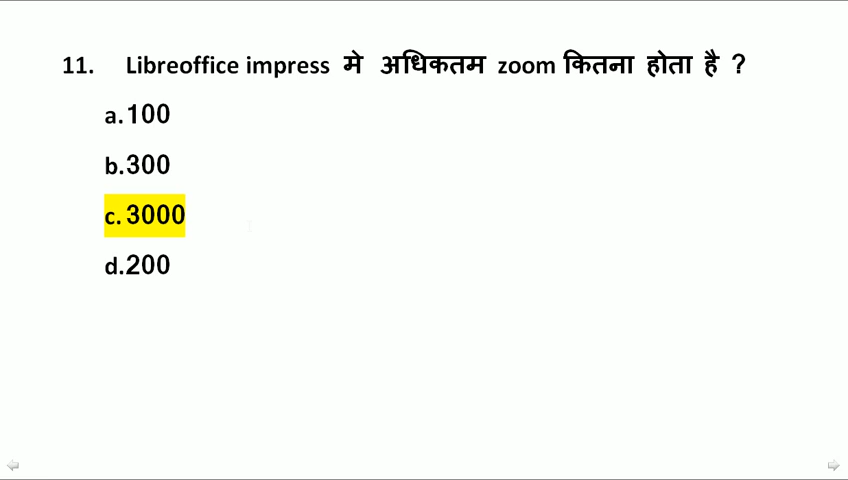 11. Libreoffice impress मे अधिकतम zoom कितना होता है ?
a.100
b.300
c.3000
d.200